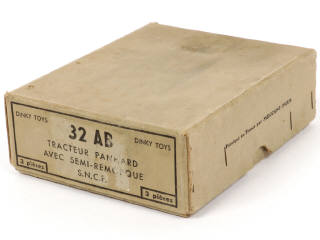 DINKY TOYS
32 AB
DINKY TOYS
TRACTEUR PANHARD
AVEC SEMI-REMORQUE
S.N.C.F.
3 pièces
3 pièces